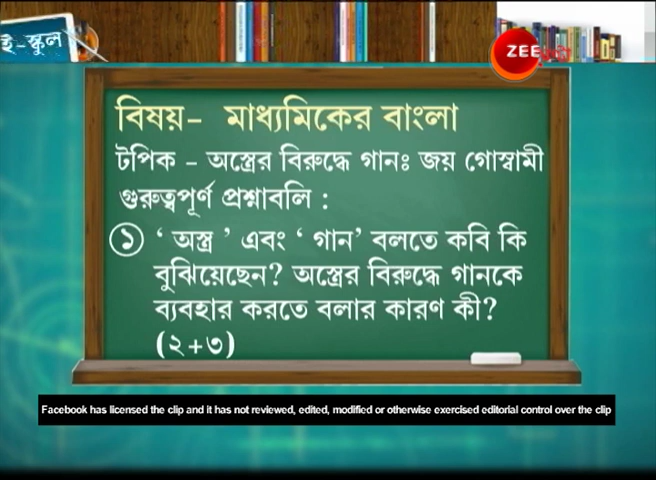 ই-স্কুল
ZEE
বিষয়- মাধ্যমিকের বাংলা
টপিক - অস্ত্রের বিরুদ্ধে গানঃ জয় গোস্বামী
গুরুত্বপূর্ণ প্রশ্নাবলি :
১ ‘ অস্ত্র ’ এবং ‘ গান’ বলতে কবি কি
বুঝিয়েছেন? অস্ত্রের বিরুদ্ধে গানকে
ব্যবহার করতে বলার কারণ কী?
(২+৩)
Facebook has licensed the clip and it has not reviewed, edited, modified or otherwise exercised editorial control over the clip